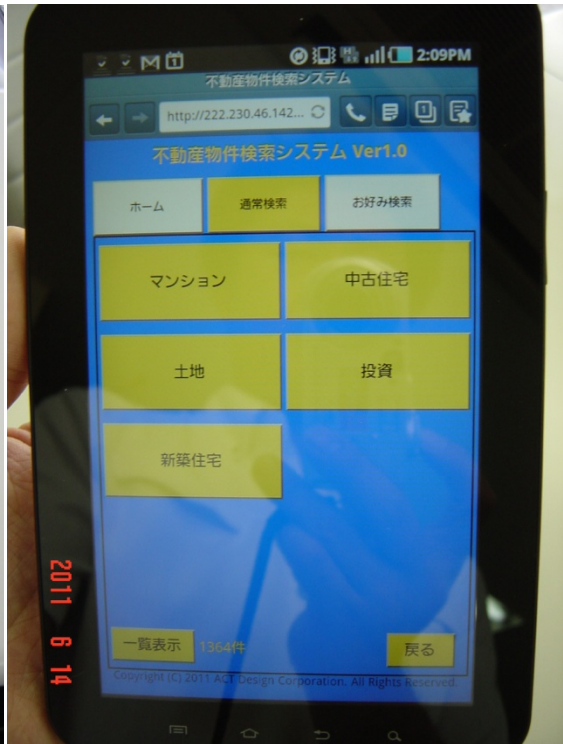 2:09PM
不動産物件検索システム
http://222.230.46.142...
不動産物件検索システム Ver1.0
ホーム 通常検索 お好み検索
マンション 中古住宅
土地 投資
新築住宅
一覧表示 1364件 戻る
Copyright (C) 2011 ACT Design Corporation. All Rights Reserved.
2011 6 14